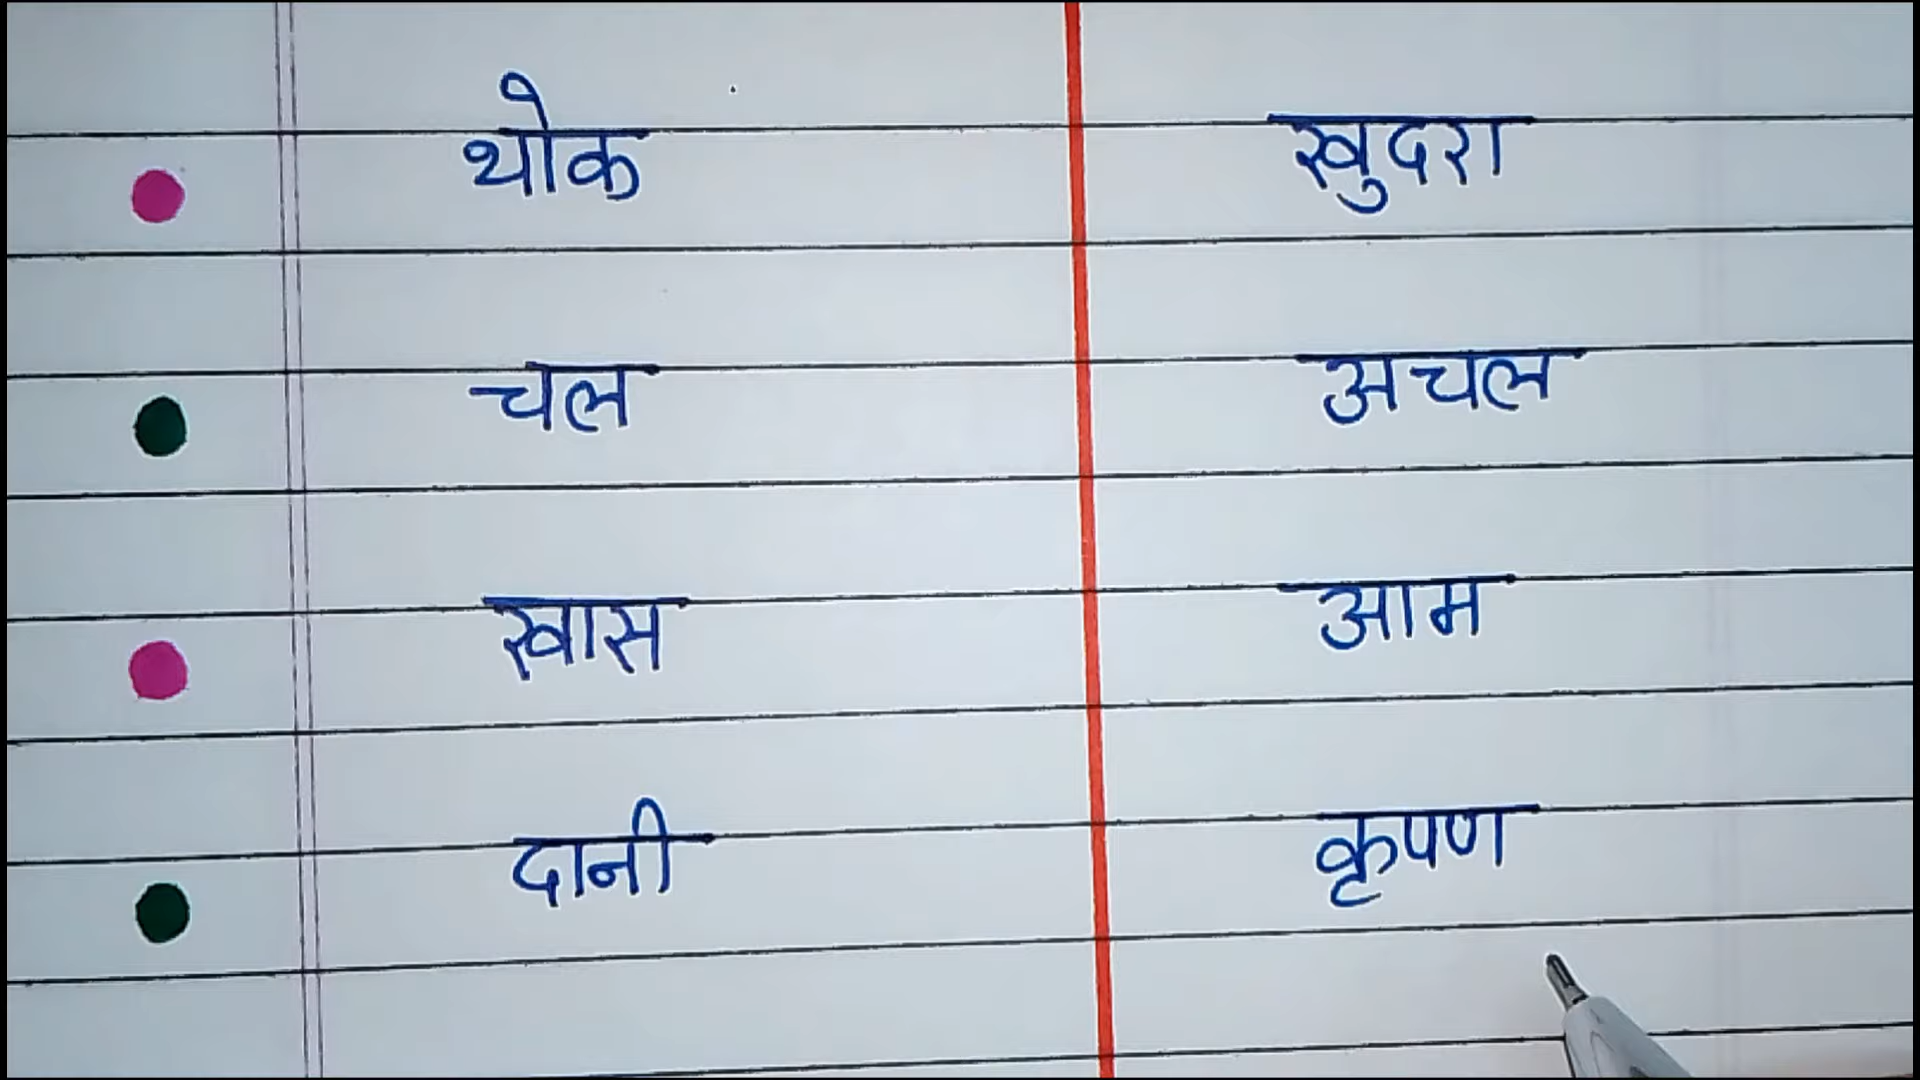 थोक खुदरा
चल अचल
खास आम
दानी कृपण